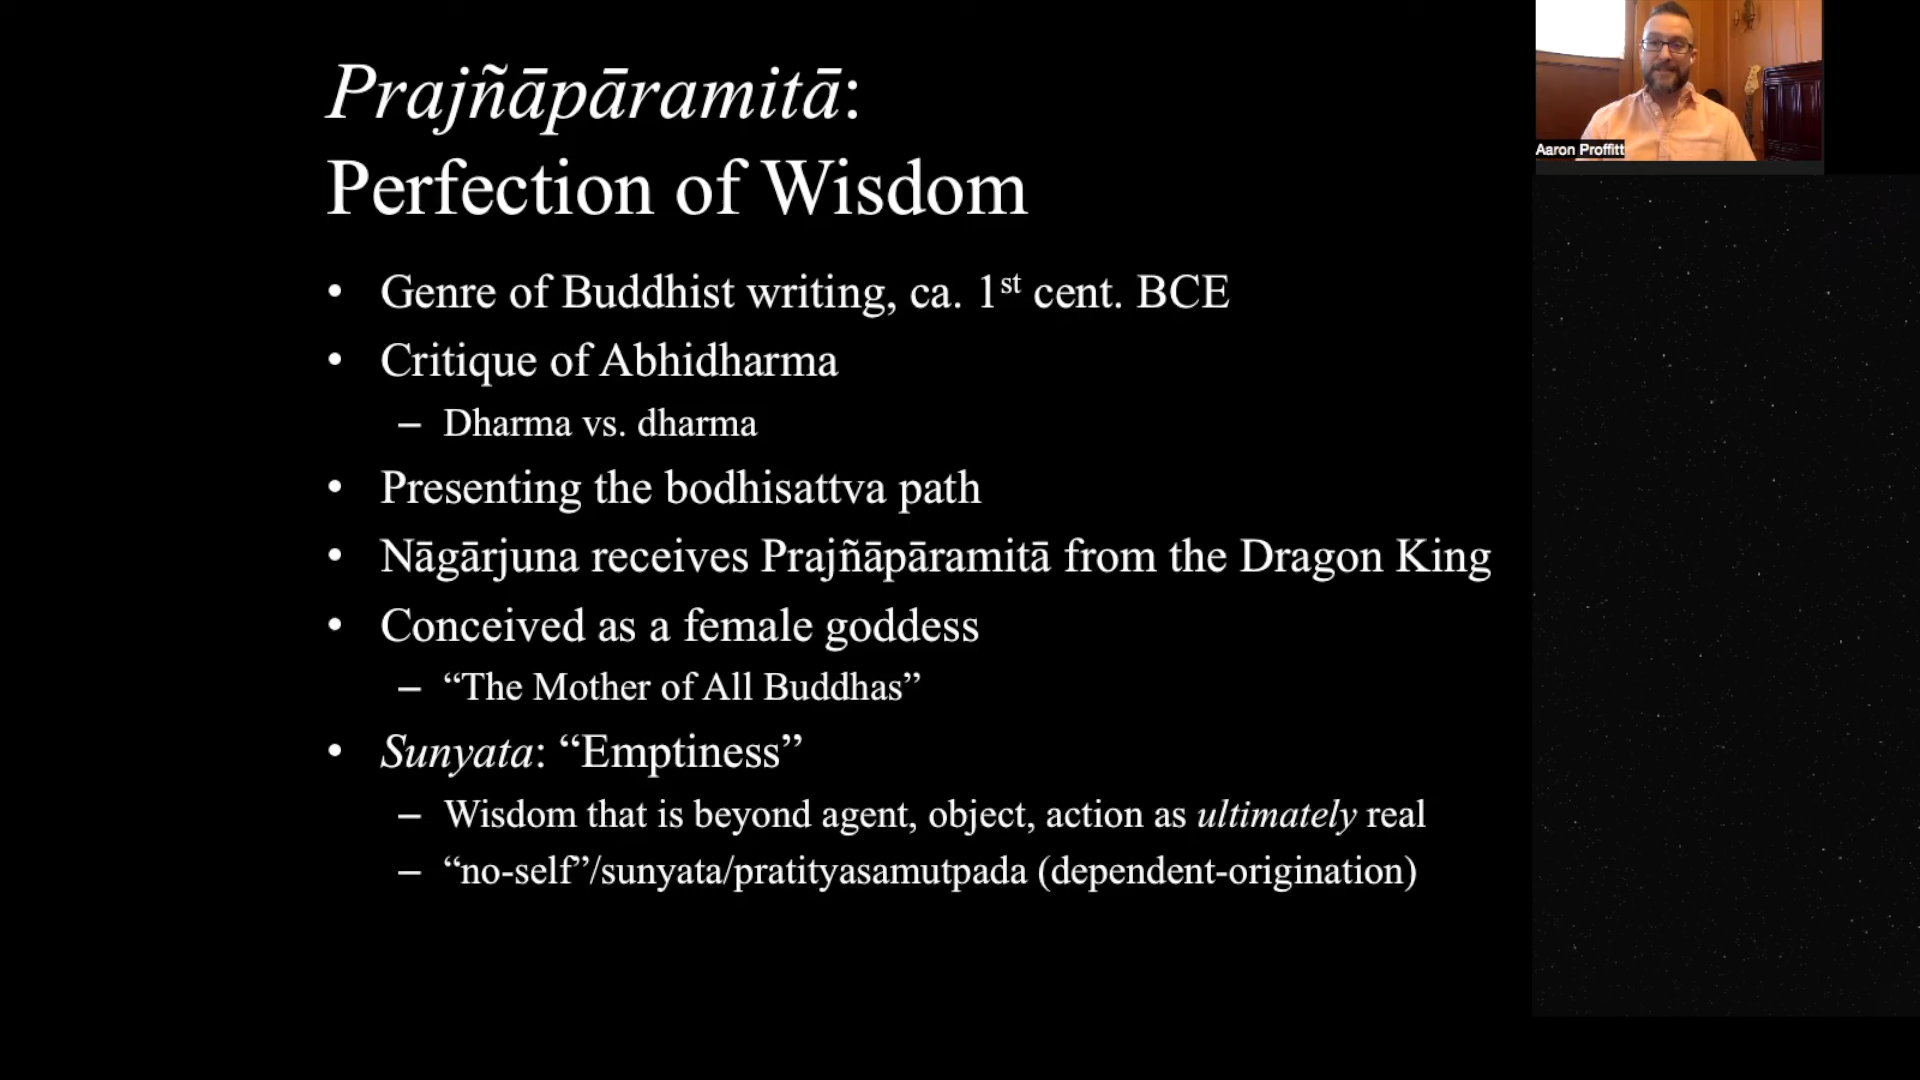 Prajñāpāramitā:
Perfection of Wisdom
• Genre of Buddhist writing, ca. 1st cent. BCE
• Critique of Abhidharma
– Dharma vs. dharma
• Presenting the bodhisattva path
• Nāgārjuna receives Prajñāpāramitā from the Dragon King
• Conceived as a female goddess
– “The Mother of All Buddhas”
• Sunyata: “Emptiness”
– Wisdom that is beyond agent, object, action as ultimately real
– “no-self”/sunyata/pratityasamutpada (dependent-origination)
Aaron Proffitt